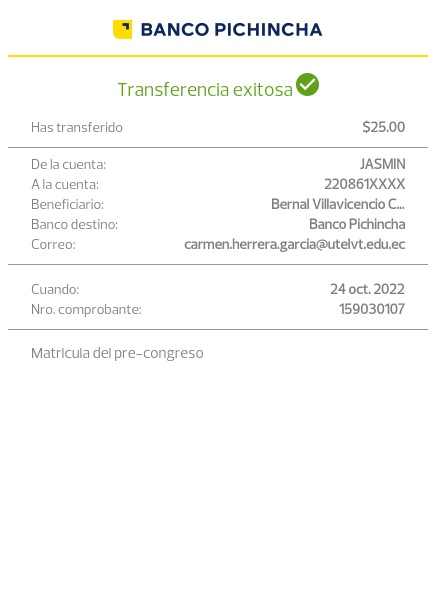 BANCO PICHINCHA
Transferencia exitosa
Has transferido $25.00
De la cuenta: JASMIN
A la cuenta: 220861XXXX
Beneficiario: Bernal Villavicencio C...
Banco destino: Banco Pichincha
Correo: carmen.herrera.garcia@utelvt.edu.ec
Cuando: 24 oct. 2022
Nro. comprobante: 159030107
Matricula del pre-congreso